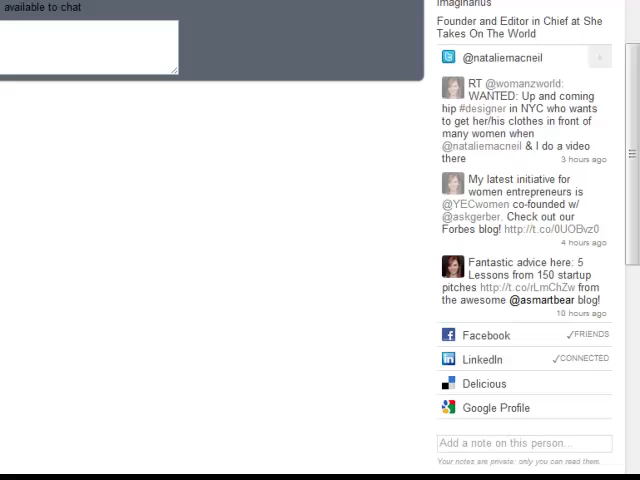 available to chat
Imaginarius
Founder and Editor in Chief at She
Takes On The World
@nataliemacneil
RT @womanzworld:
WANTED: Up and coming
hip #designer in NYC who wants
to get her/his clothes in front of
many women when
@nataliemacneil & I do a video
there
3 hours ago
My latest initiative for
women entrepreneurs is
@YECwomen co-founded w/
@askgerber. Check out our
Forbes blog! http://t.co/0UOBvz0
4 hours ago
Fantastic advice here: 5
Lessons from 150 startup
pitches http://t.co/rLmChZw from
the awesome @asmartbear blog!
10 hours ago
Facebook
✓FRIENDS
LinkedIn
✓CONNECTED
Delicious
Google Profile
Add a note on this person...
Your notes are private: only you can read them.